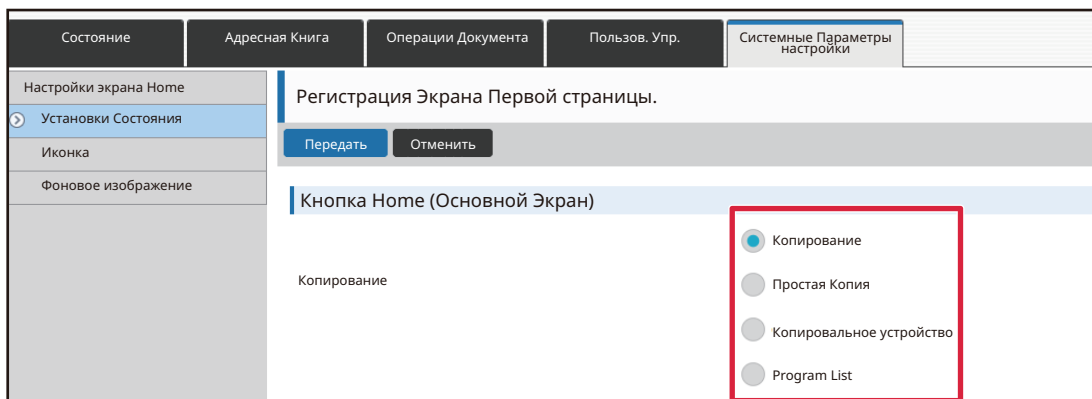 Состояние
Адресная Книга
Операции Документа
Пользов. Упр.
Системные Параметры
настройки
Настройки экрана Home
Установки Состояния
Иконка
Фоновое изображение
Регистрация Экрана Первой страницы.
Передать
Отменить
Кнопка Home (Основной Экран)
Копирование
Копирование
Простая Копия
Копировальное устройство
Program List